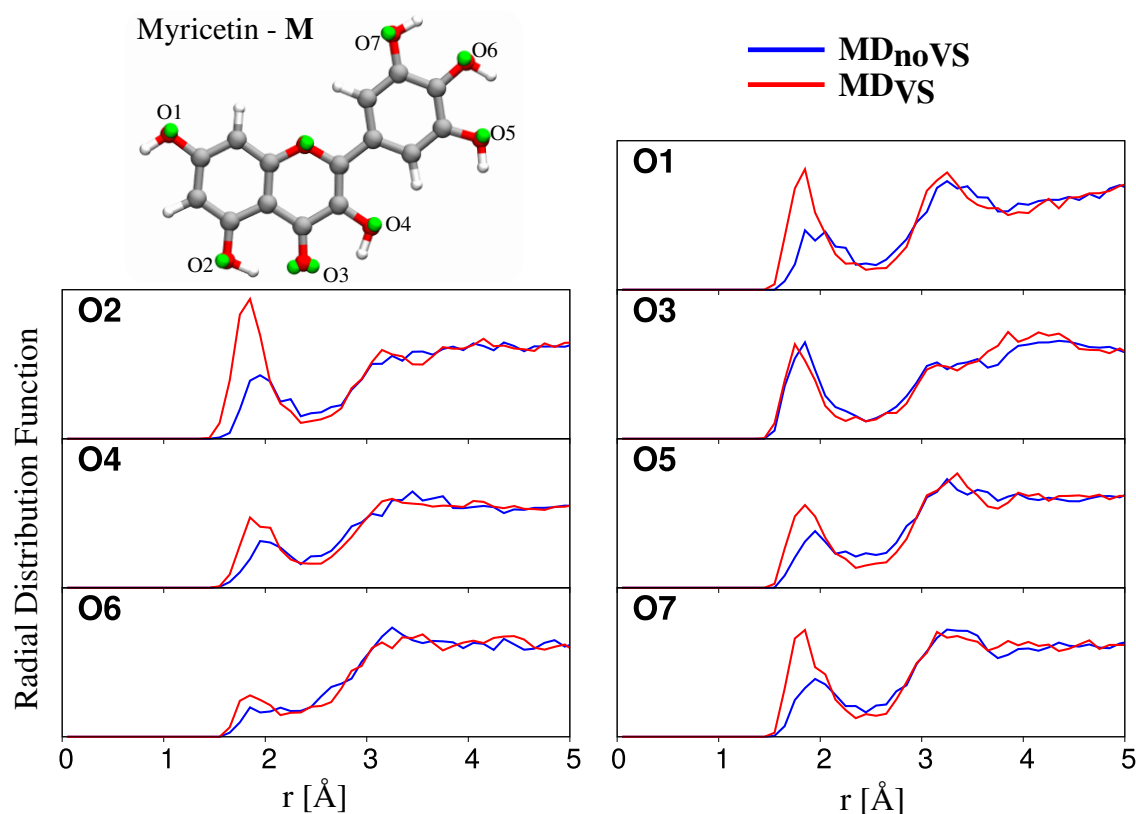 Myricetin - M
O7
O6
O1
O5
O4
O2
O3
MDnoVS
MDVS
O1
O2
O3
O4
O5
O6
O7
Radial Distribution Function
0 1 2 3 4 5
0 1 2 3 4 5
r [Å]
r [Å]